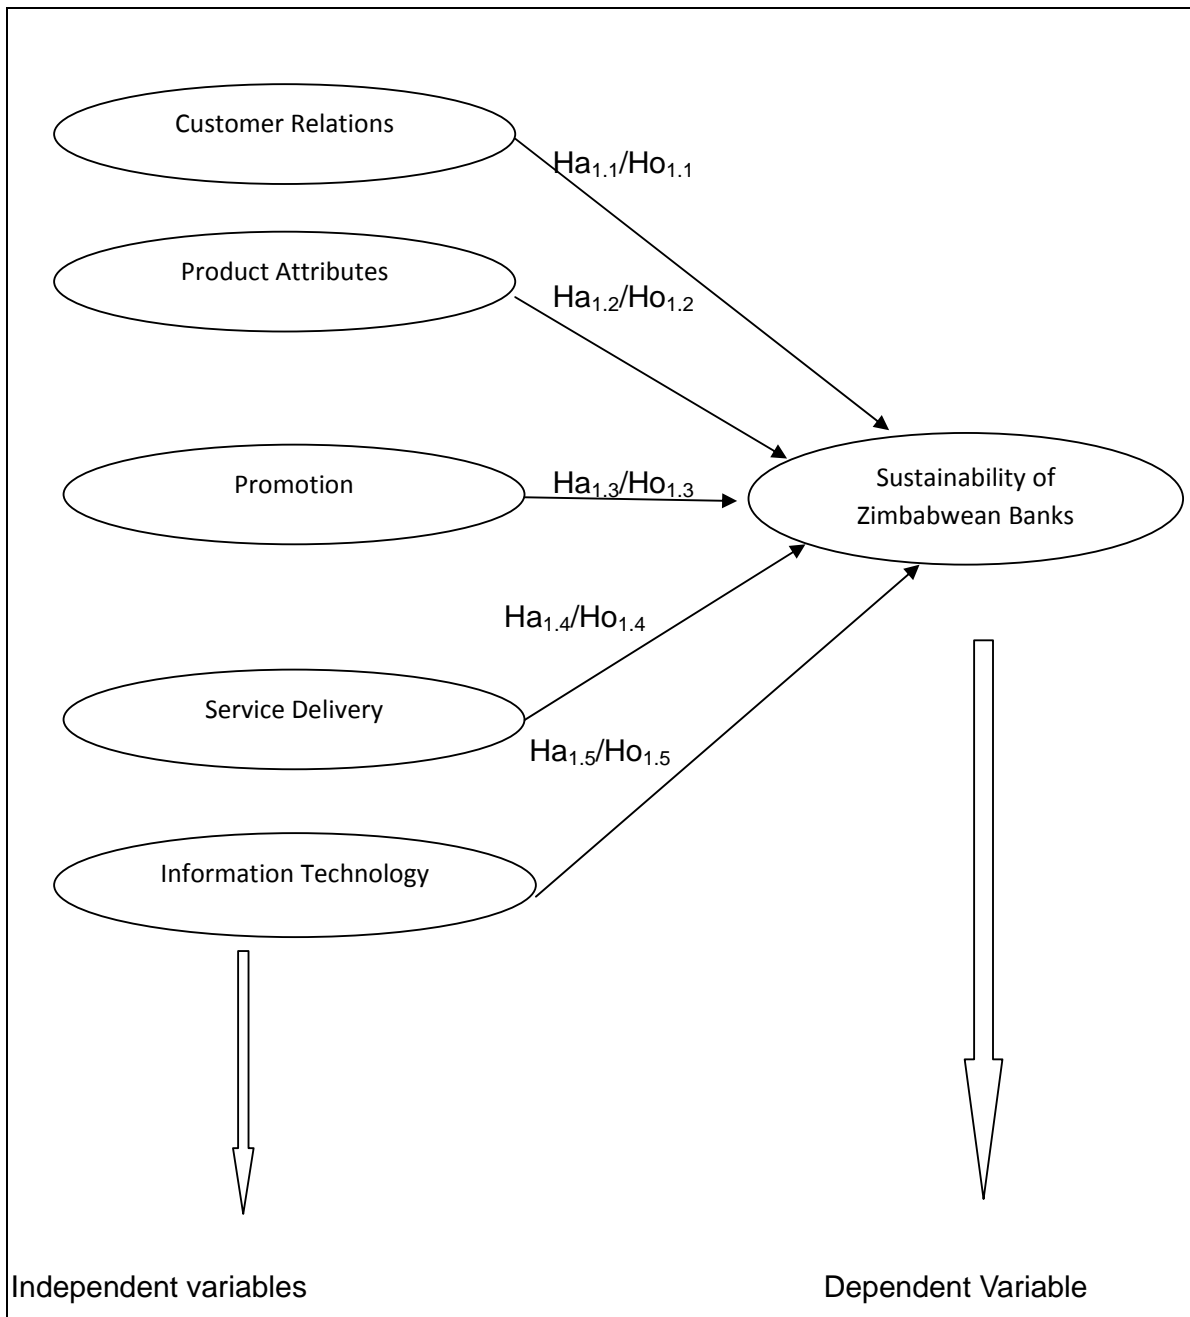 Customer Relations
Ha1.1/Ho1.1
Product Attributes
Ha1.2/Ho1.2
Promotion
Ha1.3/Ho1.3
Sustainability of
Zimbabwean Banks
Ha1.4/Ho1.4
Service Delivery
Ha1.5/Ho1.5
Information Technology
Independent variables
Dependent Variable